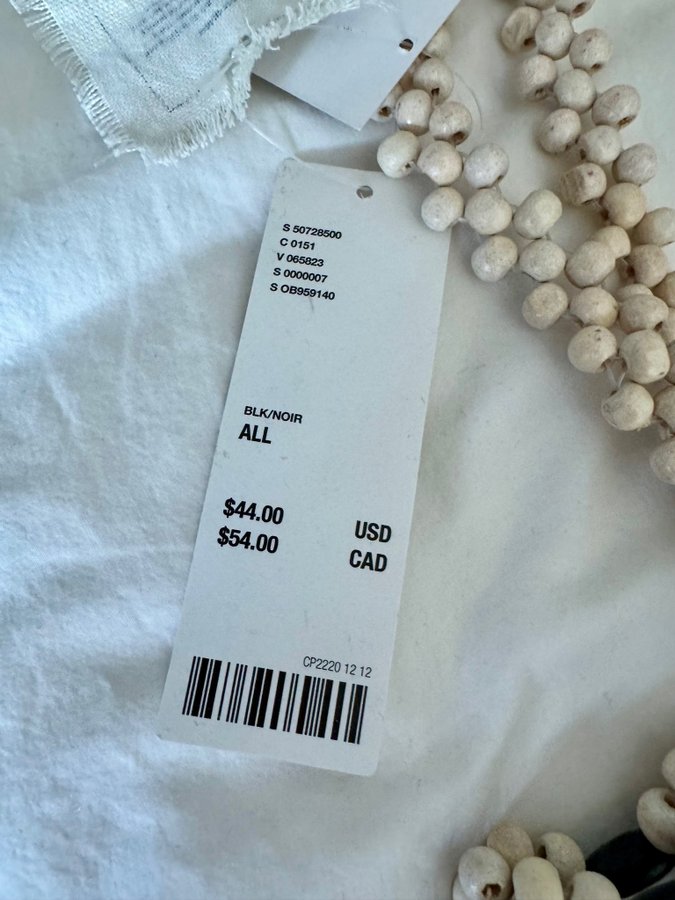 S 50728500
C 0151
V 065823
S 0000007
S OB959140
BLK/NOIR
ALL
$44.00 USD
$54.00 CAD
CP2220 12 12